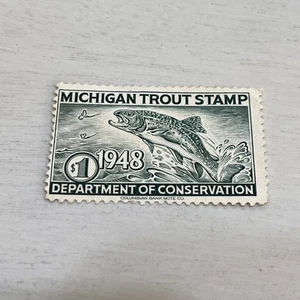 MICHIGAN TROUT STAMP
$1 1948
DEPARTMENT OF CONSERVATION
COLUMBIAN BANK NOTE CO.